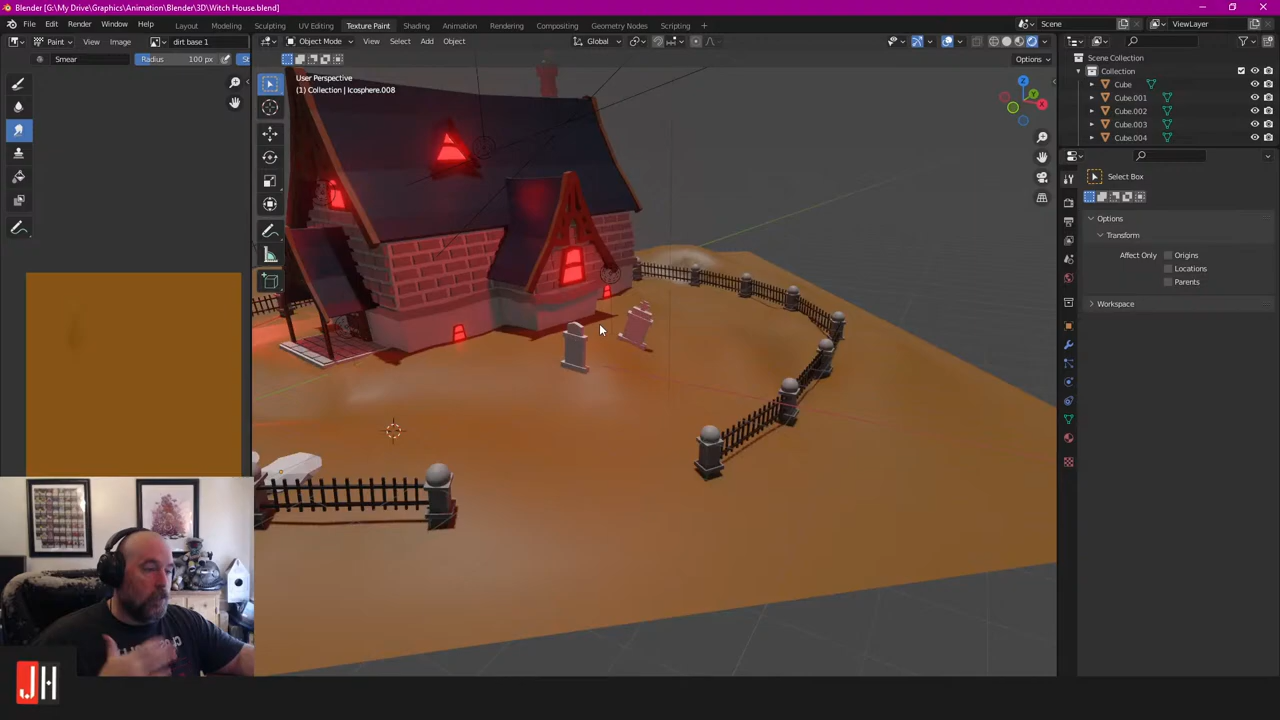 Blender [G:\My Drive\Graphics\Animation\Blender\3D\Witch House.blend]
File Edit Render Window Help Layout Modeling Sculpting UV Editing Texture Paint Shading Animation Rendering Compositing Geometry Nodes Scripting + Scene ViewLayer
Paint View Image dirt base 1 Object Mode View Select Add Object Global
Smear Radius 100 px St Options
User Perspective
(1) Collection | Icosphere.008
Scene Collection
Collection
Cube
Cube.001
Cube.002
Cube.003
Cube.004
Select Box
Options
Transform
Affect Only Origins
Locations
Parents
Workspace
Z
Y
X
JH